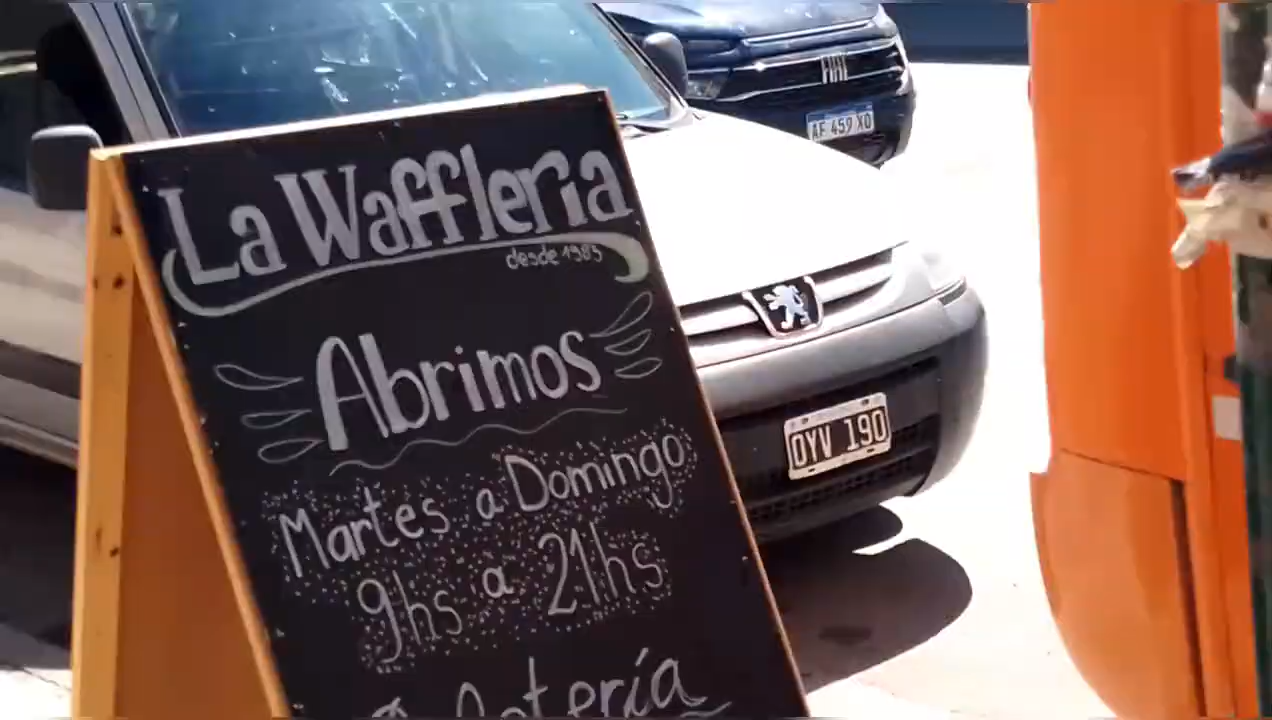 La Waffleria
desde 1985
Abrimos
Martes a Domingo
9hs a 21hs
FIAT
AF 459 XO
OYV 190